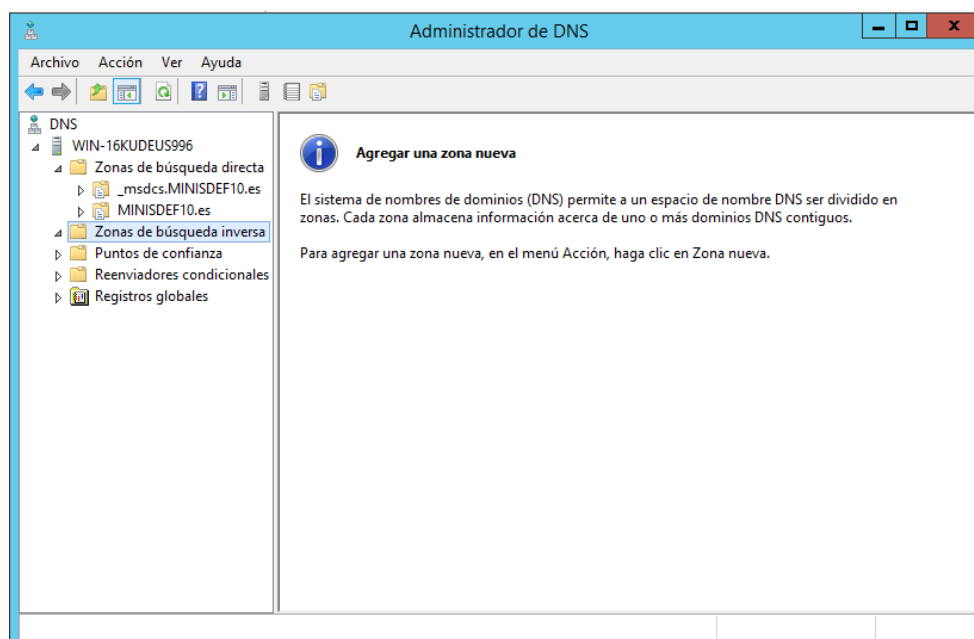 Administrador de DNS
Archivo Acción Ver Ayuda
DNS
WIN-16KUDEUS996
Zonas de búsqueda directa
_msdcs.MINISDEF10.es
MINISDEF10.es
Zonas de búsqueda inversa
Puntos de confianza
Reenviadores condicionales
Registros globales
Agregar una zona nueva
El sistema de nombres de dominios (DNS) permite a un espacio de nombre DNS ser dividido en
zonas. Cada zona almacena información acerca de uno o más dominios DNS contiguos.
Para agregar una zona nueva, en el menú Acción, haga clic en Zona nueva.